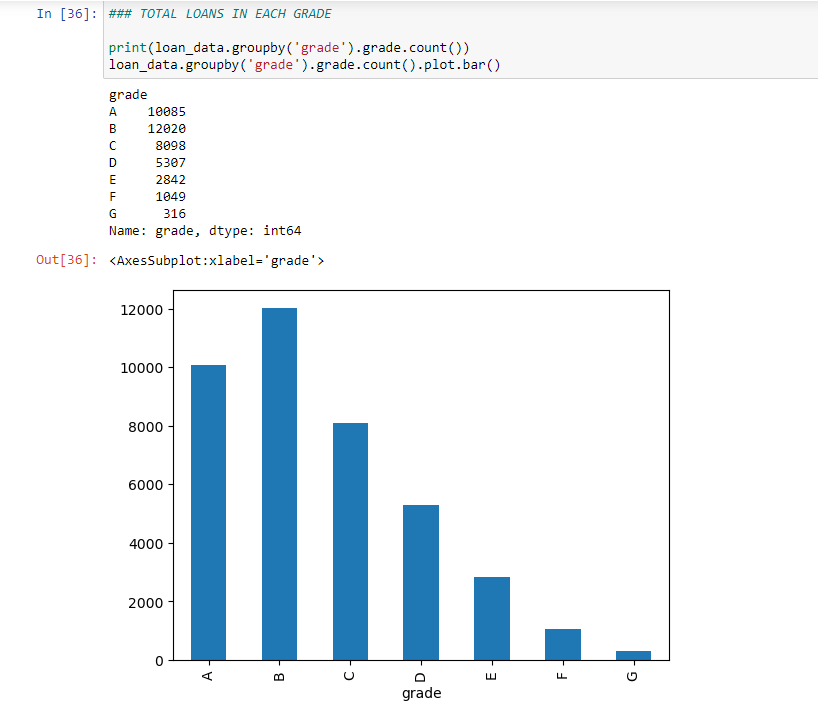 In [36]: ### TOTAL LOANS IN EACH GRADE
print(loan_data.groupby('grade').grade.count())
loan_data.groupby('grade').grade.count().plot.bar()
grade
A 10085
B 12020
C 8098
D 5307
E 2842
F 1049
G 316
Name: grade, dtype: int64
Out[36]: <AxesSubplot:xlabel='grade'>
12000
10000
8000
6000
4000
2000
0
A B C D E F G
grade